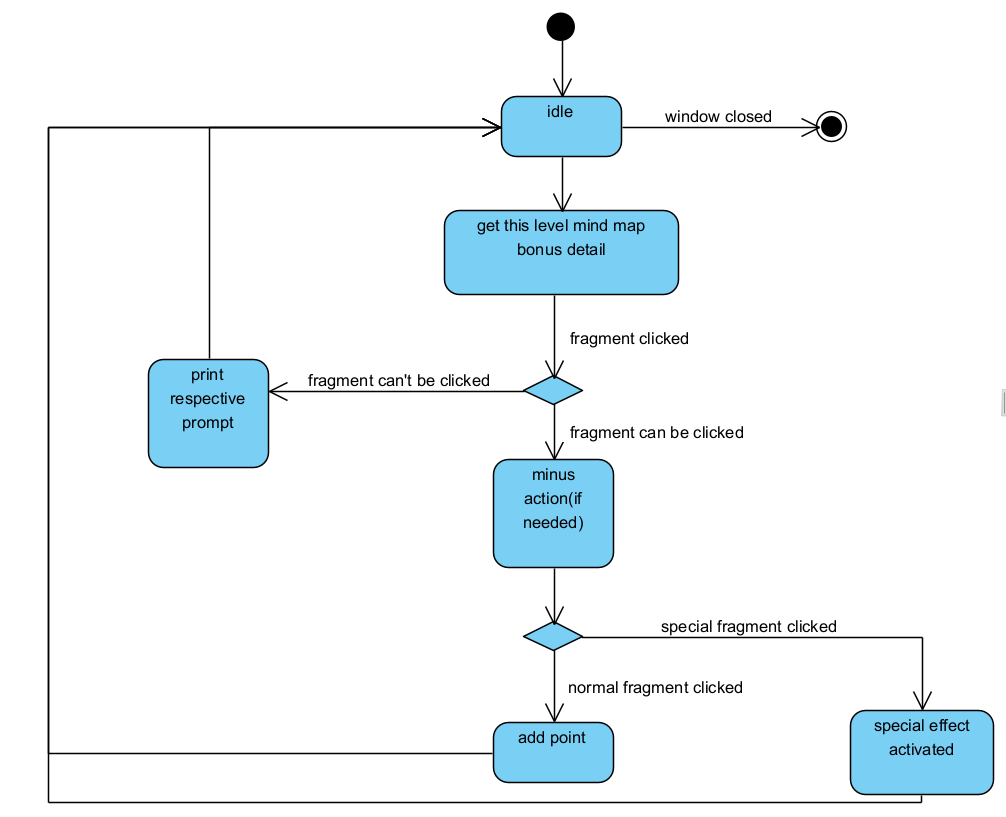 idle
window closed
get this level mind map
bonus detail
fragment clicked
fragment can't be clicked
print
respective
prompt
fragment can be clicked
minus
action(if
needed)
special fragment clicked
normal fragment clicked
add point
special effect
activated